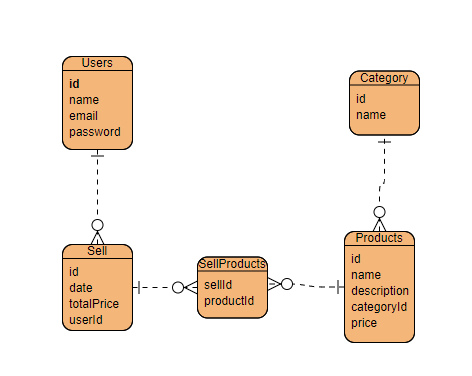 Users
id
name
email
password
Category
id
name
Sell
id
date
totalPrice
userId
SellProducts
sellId
productId
Products
id
name
description
categoryId
price